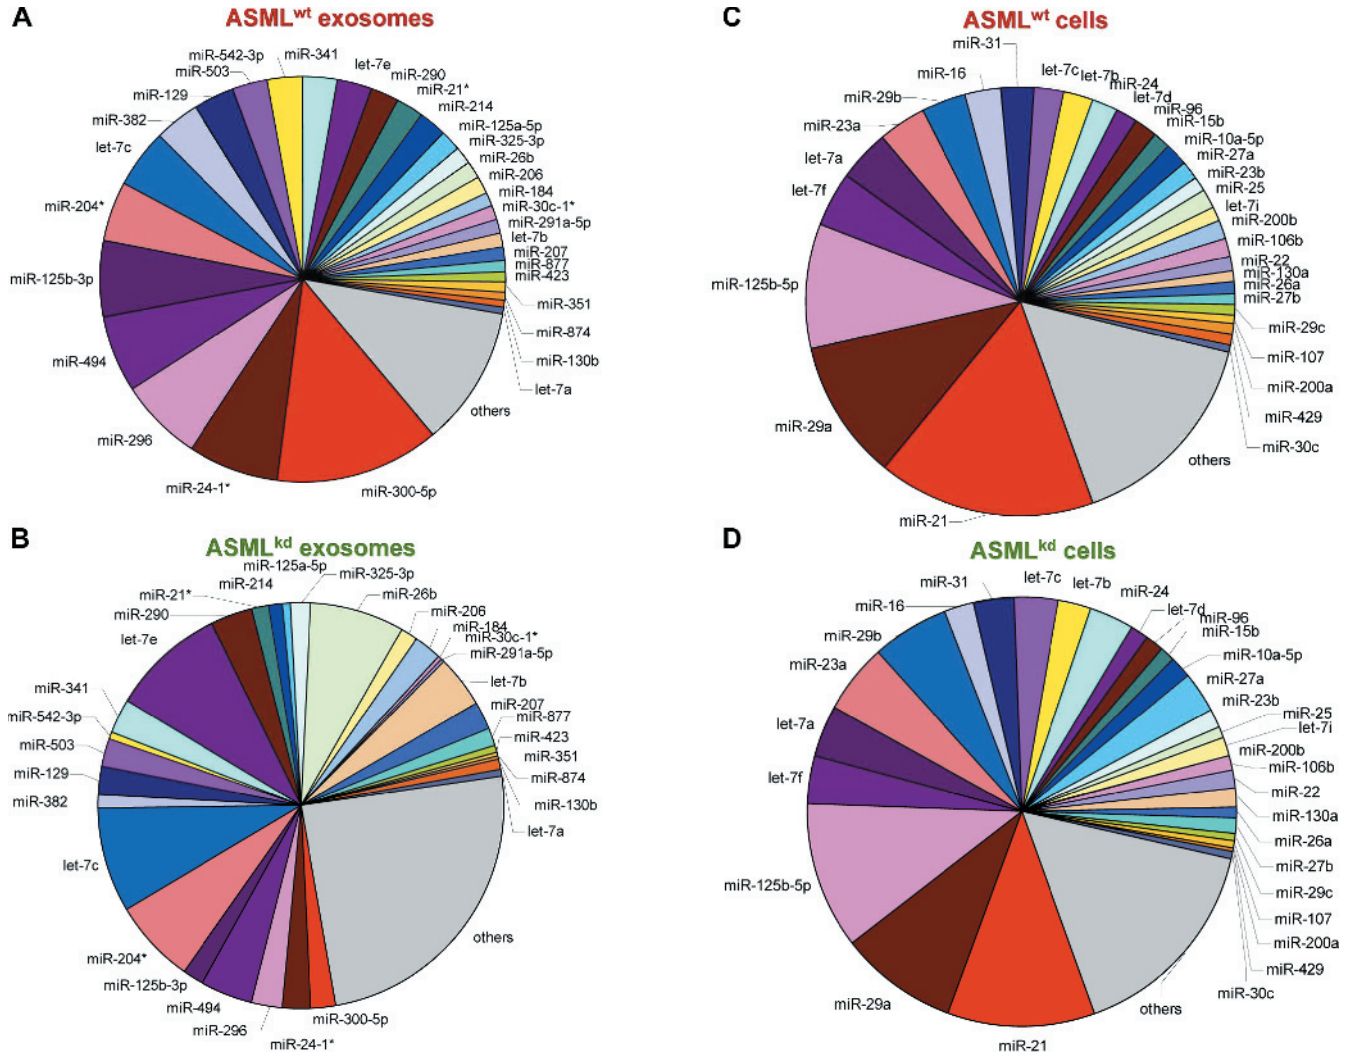 A
ASMLwt exosomes
miR-542-3p
miR-341
miR-503
let-7e
miR-290
miR-129
miR-21*
miR-214
miR-382
miR-125a-5p
miR-325-3p
let-7c
miR-26b
miR-206
miR-184
miR-204*
miR-30c-1*
miR-291a-5p
let-7b
miR-207
miR-877
miR-125b-3p
miR-423
miR-351
miR-874
miR-494
miR-130b
let-7a
others
miR-296
miR-24-1*
miR-300-5p
B
ASMLkd exosomes
miR-125a-5p
miR-325-3p
miR-214
miR-21*
miR-26b
miR-290
miR-206
miR-184
let-7e
miR-30c-1*
miR-291a-5p
let-7b
miR-341
miR-207
miR-542-3p
miR-877
miR-423
miR-503
miR-351
miR-129
miR-874
miR-382
miR-130b
let-7a
let-7c
others
miR-204*
miR-125b-3p
miR-494
miR-300-5p
miR-296
miR-24-1*
C
ASMLwt cells
miR-31
miR-16
let-7c
let-7b
miR-24
miR-29b
let-7d
miR-96
miR-23a
miR-15b
miR-10a-5p
let-7a
miR-27a
miR-23b
let-7f
miR-25
let-7i
miR-200b
miR-106b
miR-22
miR-130a
miR-125b-5p
miR-26a
miR-27b
miR-29c
miR-107
miR-200a
miR-429
miR-29a
miR-30c
others
miR-21
D
ASMLkd cells
miR-31
let-7c
let-7b
miR-24
miR-16
let-7d
miR-96
miR-29b
miR-15b
miR-10a-5p
miR-23a
miR-27a
miR-23b
let-7a
miR-25
let-7i
miR-200b
miR-106b
let-7f
miR-22
miR-130a
miR-26a
miR-27b
miR-125b-5p
miR-29c
miR-107
miR-200a
miR-429
miR-30c
miR-29a
others
miR-21